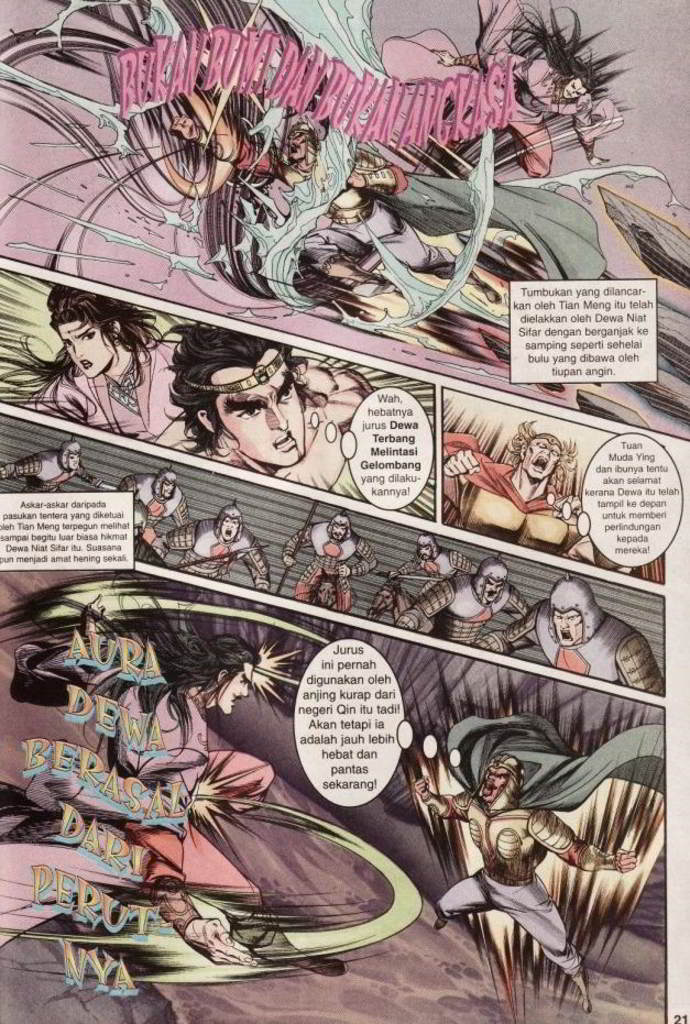 BELAHAN BUMI DAN BELAHAN ANGKASA
Tumbukan yang dilancar-
kan oleh Tian Meng itu telah
dielakkan oleh Dewa Niat
Sifar dengan berganjak ke
samping seperti sehelai
bulu yang dibawa oleh
tiupan angin.
Wah,
hebatnya
jurus Dewa
Terbang
Melintasi
Gelombang
yang dilaku-
kannya!
Tuan
Muda Ying
dan ibunya tentu
akan selamat
kerana Dewa itu telah
tampil ke depan
untuk memberi
perlindungan
kepada
mereka!
Askar-askar daripada
pasukan tentera yang diketuai
oleh Tian Meng terpegun melihat
sampai begitu luar biasa hikmat
Dewa Niat Sifar itu. Suasana
pun menjadi amat hening sekali.
Jurus
ini pernah
digunakan oleh
anjing kurap dari
negeri Qin itu tadi!
Akan tetapi ia
adalah jauh lebih
hebat dan
pantas
sekarang!
AURA
DEWA
BERASAL
DARI
PERUT-
NYA
21